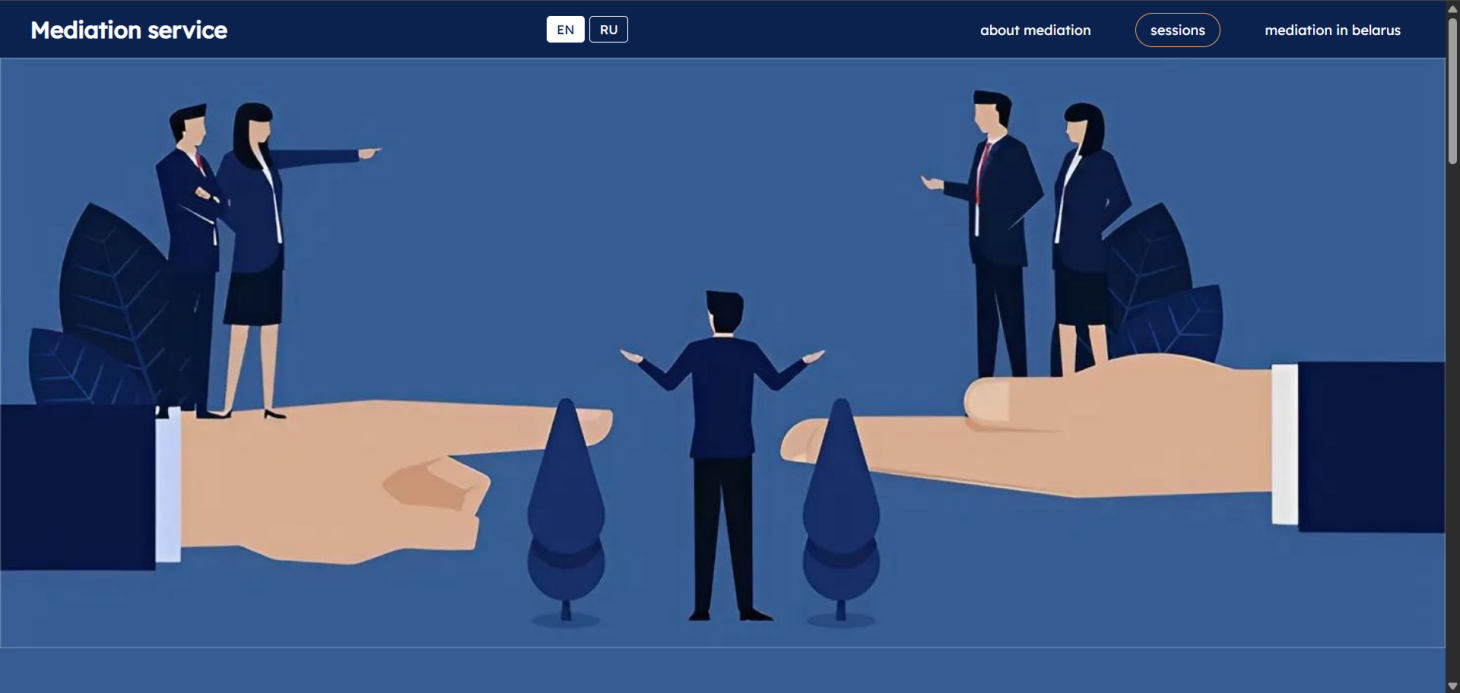 Mediation service
EN RU
about mediation
sessions
mediation in belarus